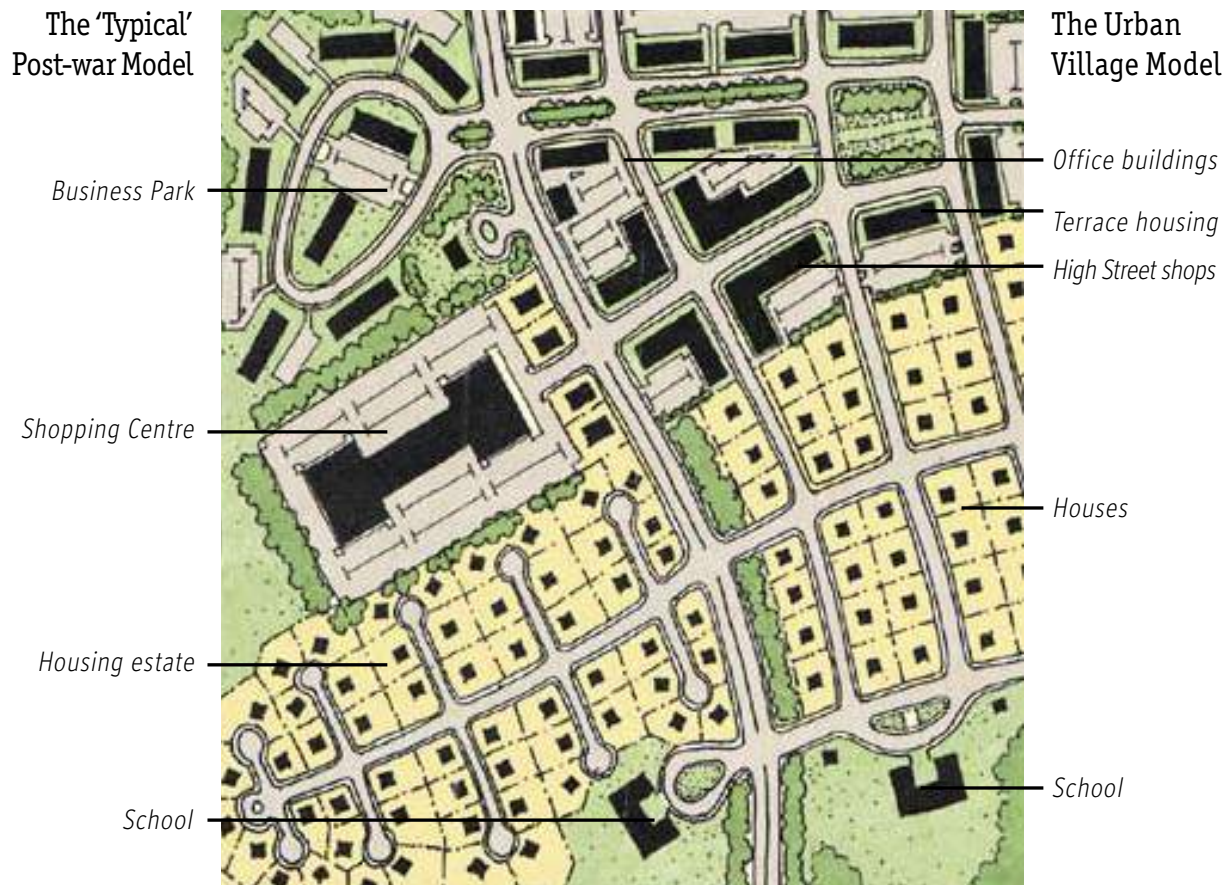 The ‘Typical’
Post-war Model
Business Park
Shopping Centre
Housing estate
School
The Urban
Village Model
Office buildings
Terrace housing
High Street shops
Houses
School